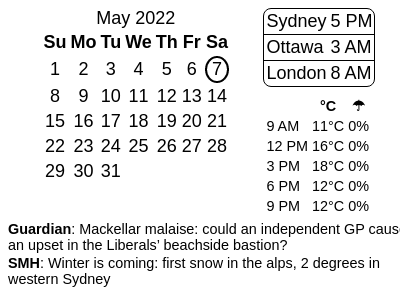 May 2022
Su Mo Tu We Th Fr Sa
1 2 3 4 5 6 7
8 9 10 11 12 13 14
15 16 17 18 19 20 21
22 23 24 25 26 27 28
29 30 31
Sydney 5 PM
Ottawa 3 AM
London 8 AM
°C ☂
9 AM 11°C 0%
12 PM 16°C 0%
3 PM 18°C 0%
6 PM 12°C 0%
9 PM 12°C 0%
Guardian: Mackellar malaise: could an independent GP caus
an upset in the Liberals’ beachside bastion?
SMH: Winter is coming: first snow in the alps, 2 degrees in
western Sydney